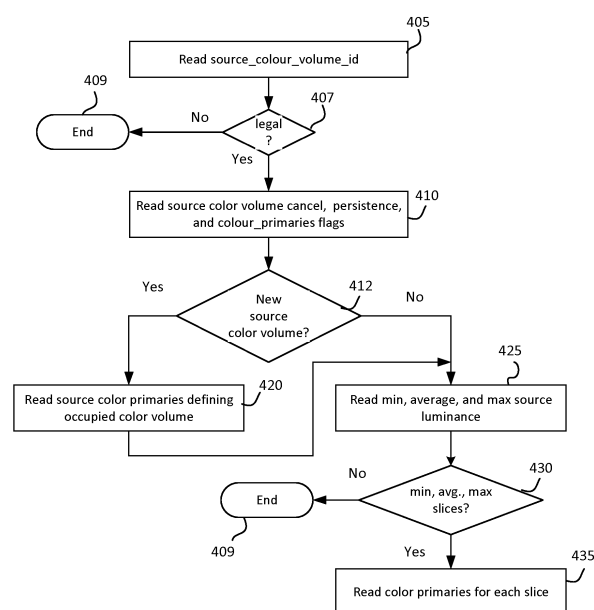 405
Read source_colour_volume_id
409
407
No
legal
?
End
Yes
410
Read source color volume cancel, persistence,
and colour_primaries flags
Yes
412
No
New
source
color volume?
425
420
Read source color primaries defining
occupied color volume
Read min, average, and max source
luminance
No
430
min, avg., max
slices?
End
409
Yes
435
Read color primaries for each slice